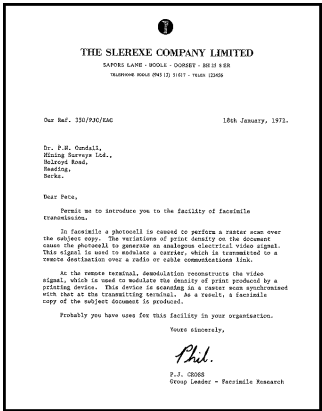 THE SLEREXE COMPANY LIMITED
SAPORS LANE - BOOLE - DORSET - BH 25 8 ER
TELEPHONE BOOLE (945 13) 51617 - TELEX 123456
Our Ref. 350/PJC/EAC
18th January, 1972.
Dr. P.N. Cundall,
Mining Surveys Ltd.,
Holroyd Road,
Reading,
Berks.
Dear Pete,
Permit me to introduce you to the facility of facsimile
transmission.
In facsimile a photocell is caused to perform a raster scan over
the subject copy. The variations of print density on the document
cause the photocell to generate an analogous electrical video signal.
This signal is used to modulate a carrier, which is transmitted to a
remote destination over a radio or cable communications link.
At the remote terminal, demodulation reconstructs the video
signal, which is used to modulate the density of print produced by a
printing device. This device is scanning in a raster scan synchronised
with that at the transmitting terminal. As a result, a facsimile
copy of the subject document is produced.
Probably you have uses for this facility in your organisation.
Yours sincerely,
Phil.
P.J. CROSS
Group Leader - Facsimile Research